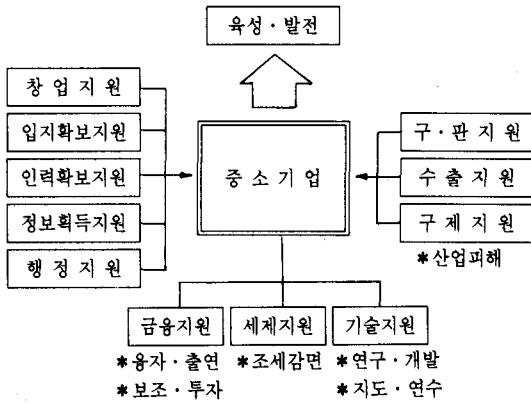 육성·발전
창 업 지 원
입지확보지원
인력확보지원
정보획득지원
행 정 지 원
중 소 기 업
구·판 지 원
수 출 지 원
구 제 지 원
*산업피해
금융지원
*융자·출연
*보조·투자
세제지원
*조세감면
기술지원
*연구·개발
*지도·연수